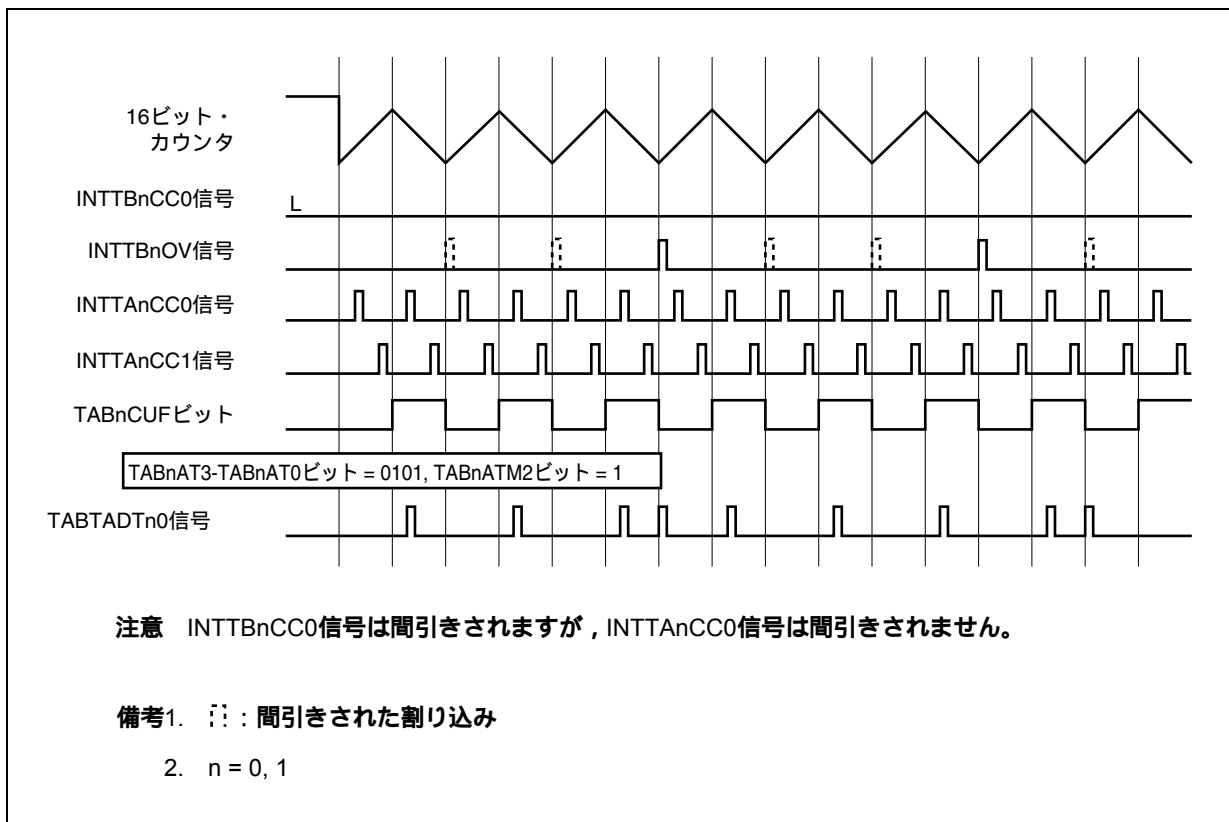 16ビット・
カウンタ
INTTBnCC0信号
L
INTTBnOV信号
INTTAnCC0信号
INTTAnCC1信号
TABnCUFビット
TABnAT3-TABnAT0ビット = 0101, TABnATM2ビット = 1
TABTADTn0信号
注意 INTTBnCC0信号は間引きされますが，INTTAnCC0信号は間引きされません。
備考1. ：間引きされた割り込み
2. n = 0, 1